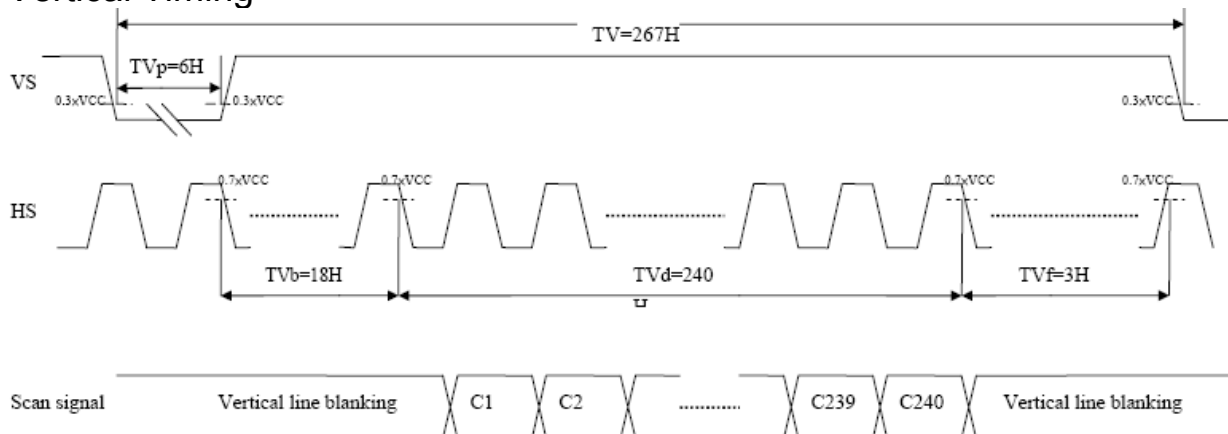 Vertical Timing
TV=267H
TVp=6H
VS
0.3xVCC
0.3xVCC
0.3xVCC
0.7xVCC
0.7xVCC
0.7xVCC
0.7xVCC
HS
TVb=18H
TVd=240
H
TVf=3H
Scan signal
Vertical line blanking
C1
C2
C239
C240
Vertical line blanking